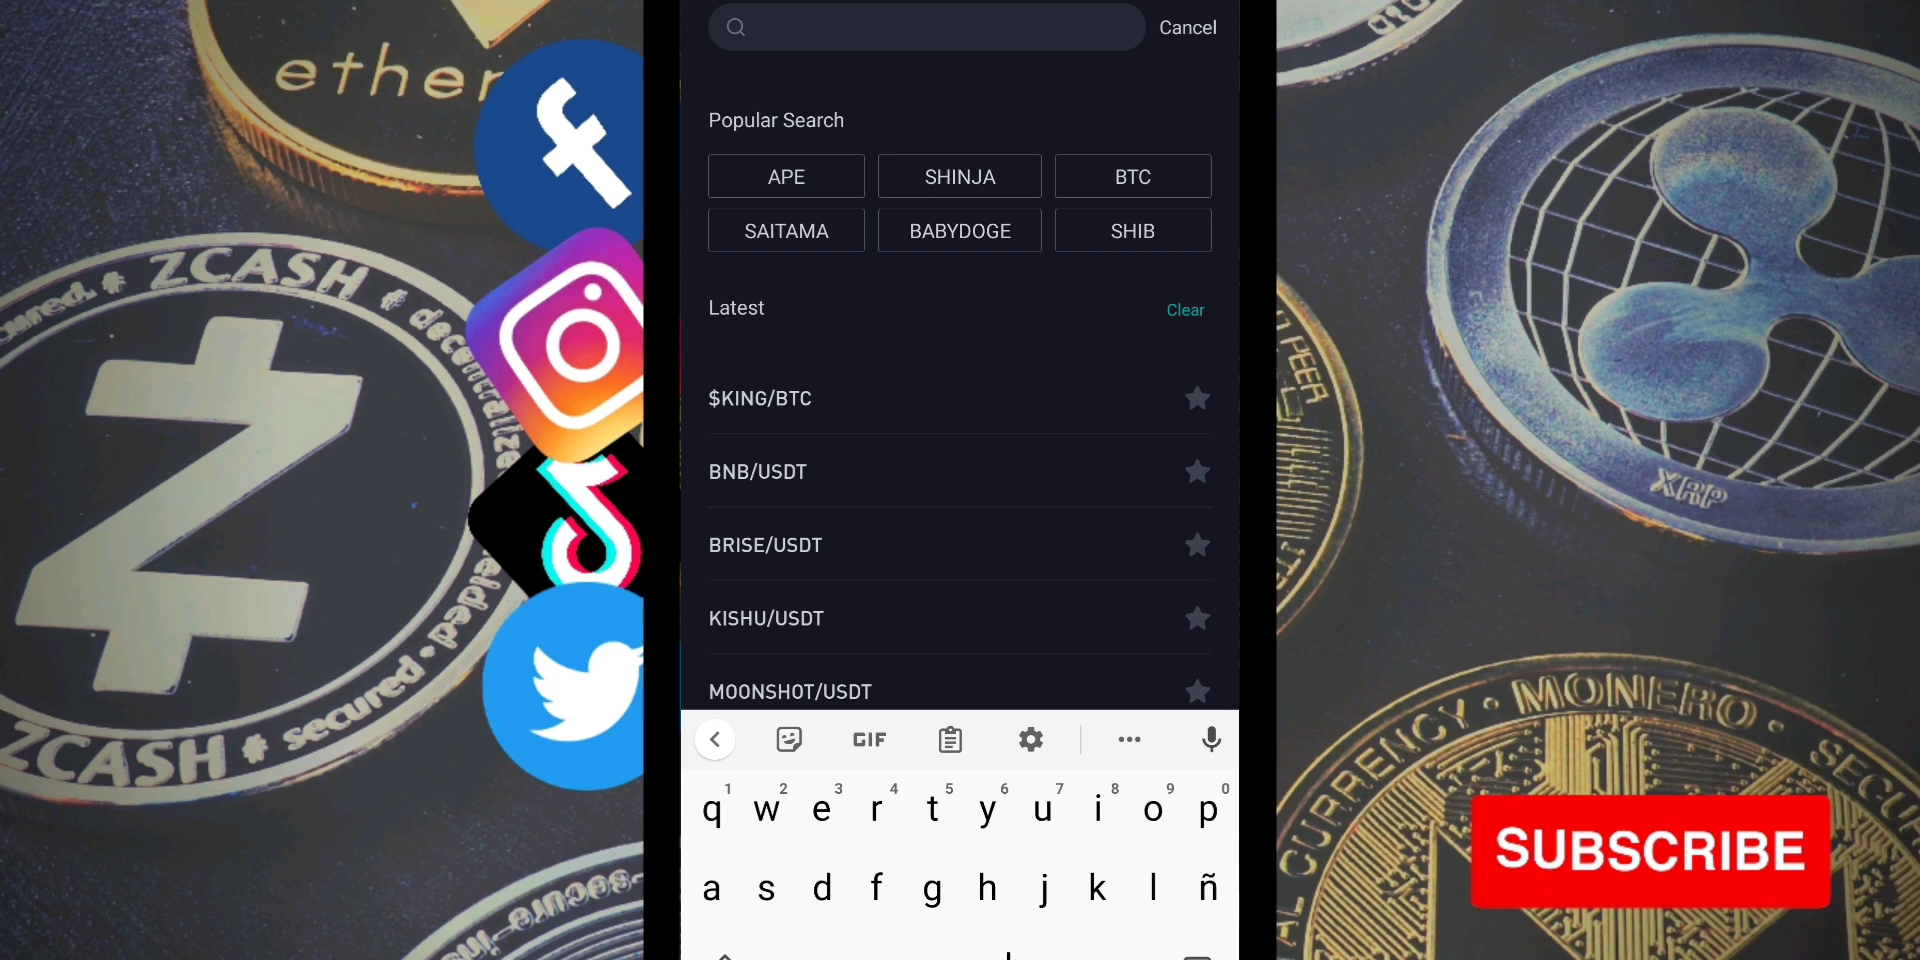 Cancel
Popular Search
APE SHINJA BTC
SAITAMA BABYDOGE SHIB
Latest Clear
$KING/BTC
BNB/USDT
BRISE/USDT
KISHU/USDT
MOONSHOT/USDT
GIF
1 2 3 4 5 6 7 8 9 0
q w e r t y u i o p
a s d f g h j k l ñ
ether
ZCASH # decentralized
secured. #
ZCASH # secured •
XRP
PEER
CURRENCY • MONERO •
SUBSCRIBE